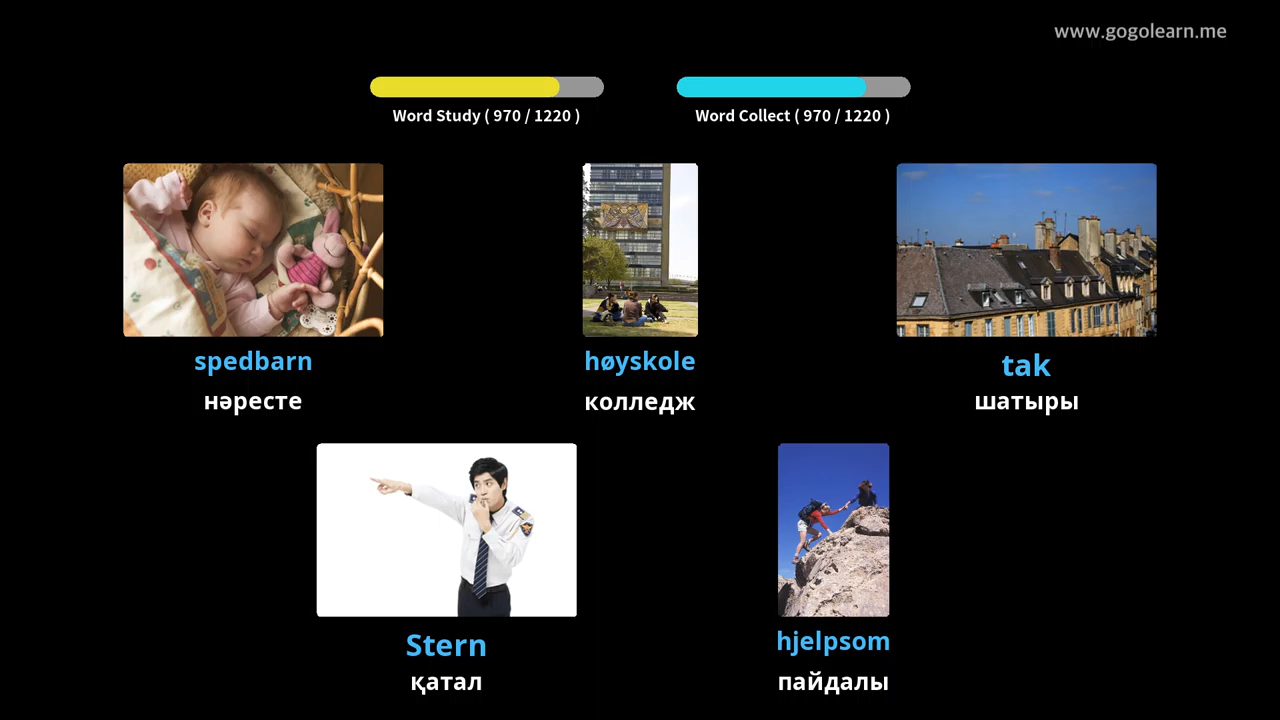 www.gogolearn.me
Word Study ( 970 / 1220 )
Word Collect ( 970 / 1220 )
spedbarn
нәресте
høyskole
колледж
tak
шатыры
Stern
қатал
hjelpsom
пайдалы